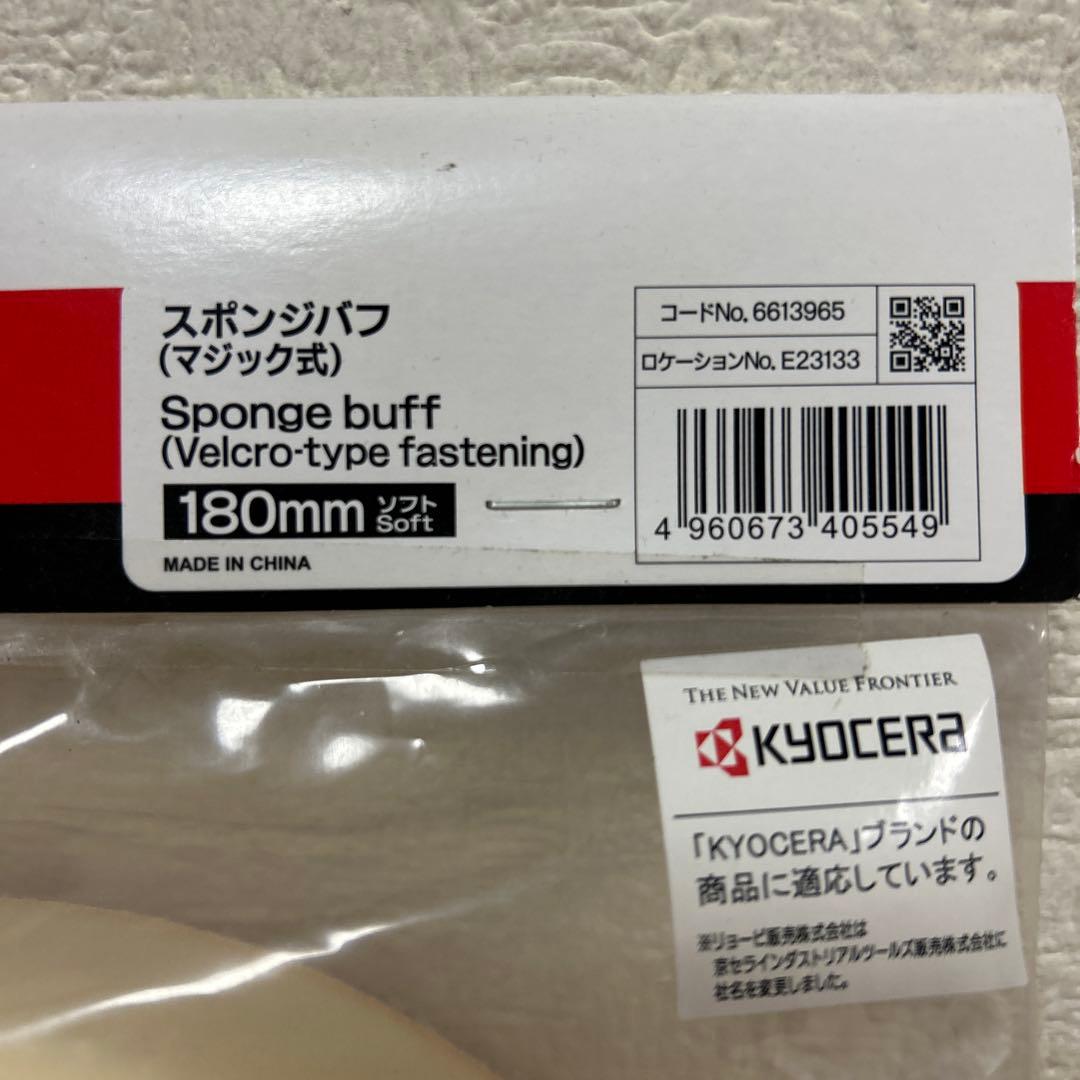 スポンジバフ
(マジック式)
Sponge buff
(Velcro-type fastening)
180mm ソフト Soft
MADE IN CHINA
コードNo. 6613965
ロケーションNo. E23133
4 960673 405549
THE NEW VALUE FRONTIER
KYOCERA
「KYOCERA」ブランドの
商品に適応しています。
※リョービ販売株式会社は
京セラインダストリアルツールズ販売株式会社に
社名を変更しました。